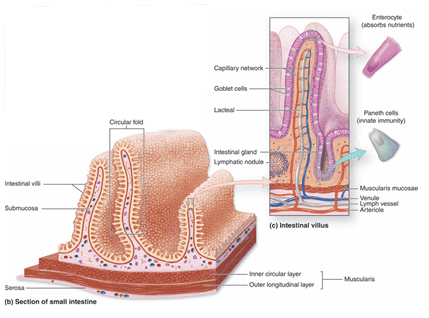 Enterocyte
(absorbs nutrients)
Capillary network
Goblet cells
Lacteal
Paneth cells
(innate immunity)
Circular fold
Intestinal gland
Lymphatic nodule
Intestinal villi
Submucosa
Muscularis mucosae
Venule
Lymph vessel
Arteriole
(c) Intestinal villus
Inner circular layer
Muscularis
Outer longitudinal layer
Serosa
(b) Section of small intestine